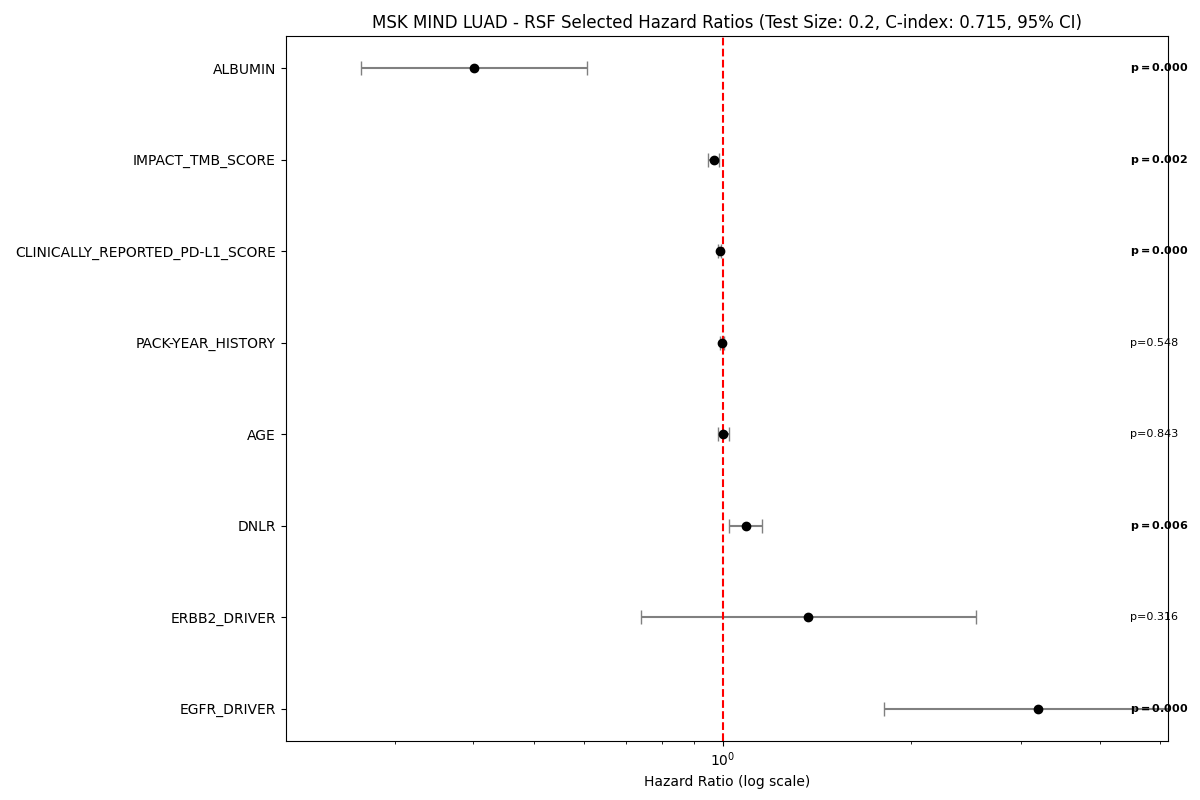 MSK MIND LUAD - RSF Selected Hazard Ratios (Test Size: 0.2, C-index: 0.715, 95% CI)
ALBUMIN p=0.000
IMPACT_TMB_SCORE p=0.002
CLINICALLY_REPORTED_PD-L1_SCORE p=0.000
PACK-YEAR_HISTORY p=0.548
AGE p=0.843
DNLR p=0.006
ERBB2_DRIVER p=0.316
EGFR_DRIVER p=0.000
10⁰
Hazard Ratio (log scale)